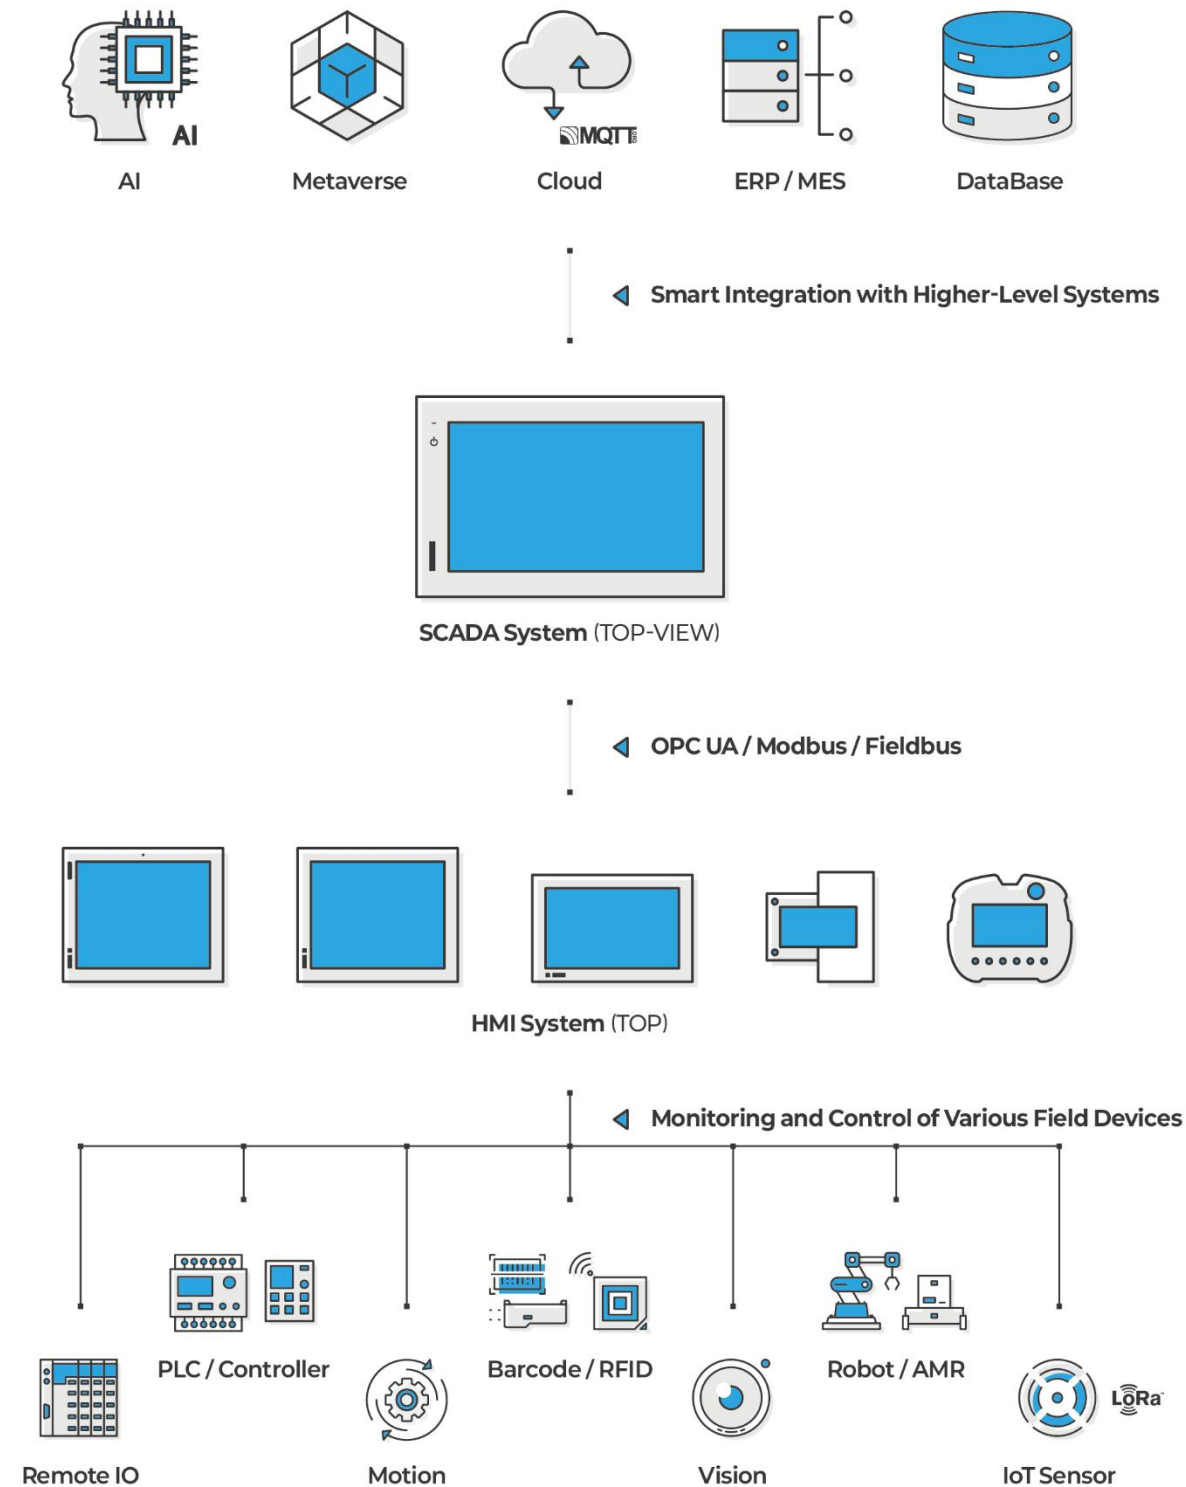 AI
MQTT
AI
Metaverse
Cloud
ERP / MES
DataBase
Smart Integration with Higher-Level Systems
SCADA System (TOP-VIEW)
OPC UA / Modbus / Fieldbus
HMI System (TOP)
Monitoring and Control of Various Field Devices
PLC / Controller
Barcode / RFID
Robot / AMR
LoRa
Remote IO
Motion
Vision
IoT Sensor